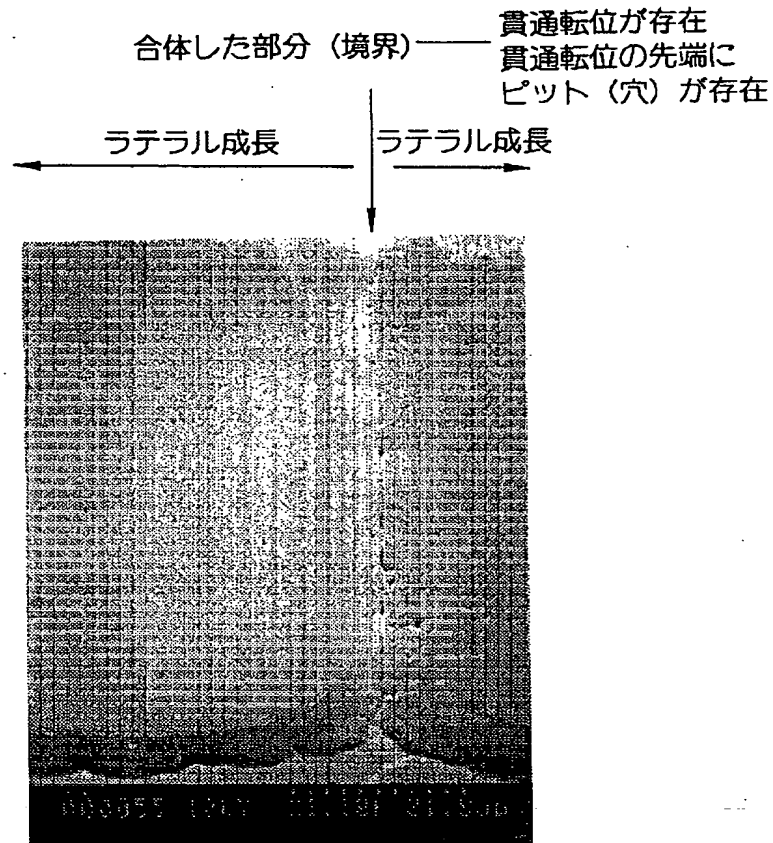 貫通転位が存在
合体した部分（境界）
貫通転位の先端に
ピット（穴）が存在
ラテラル成長 ラテラル成長